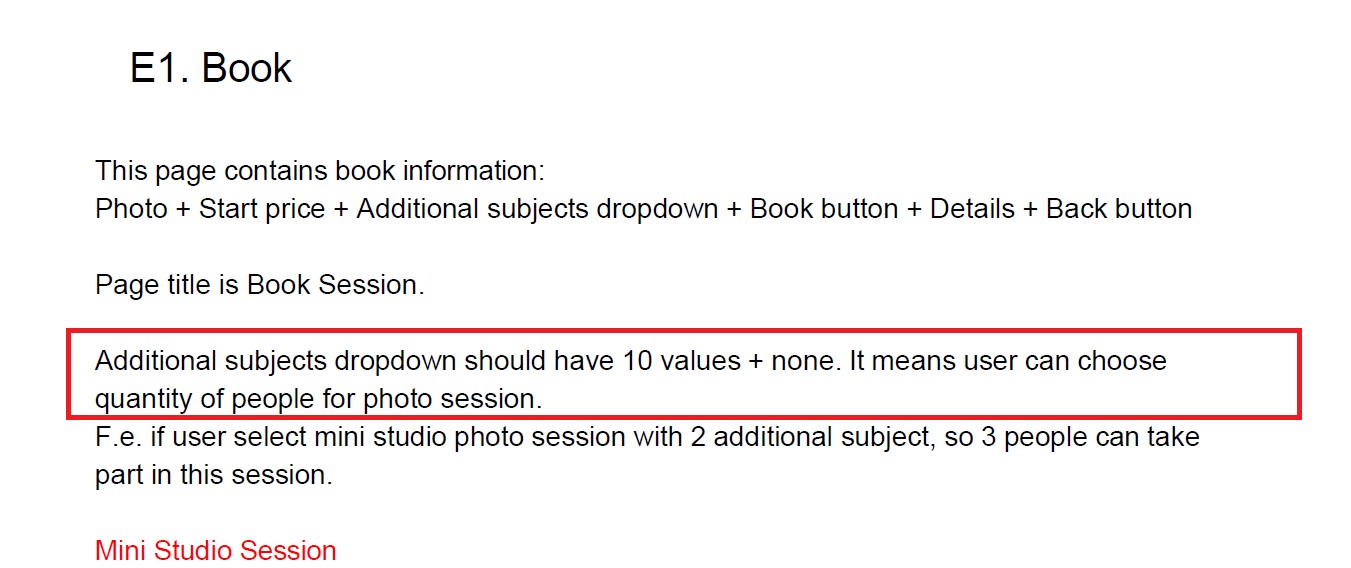 E1. Book
This page contains book information:
Photo + Start price + Additional subjects dropdown + Book button + Details + Back button
Page title is Book Session.
Additional subjects dropdown should have 10 values + none. It means user can choose
quantity of people for photo session.
F.e. if user select mini studio photo session with 2 additional subject, so 3 people can take
part in this session.
Mini Studio Session